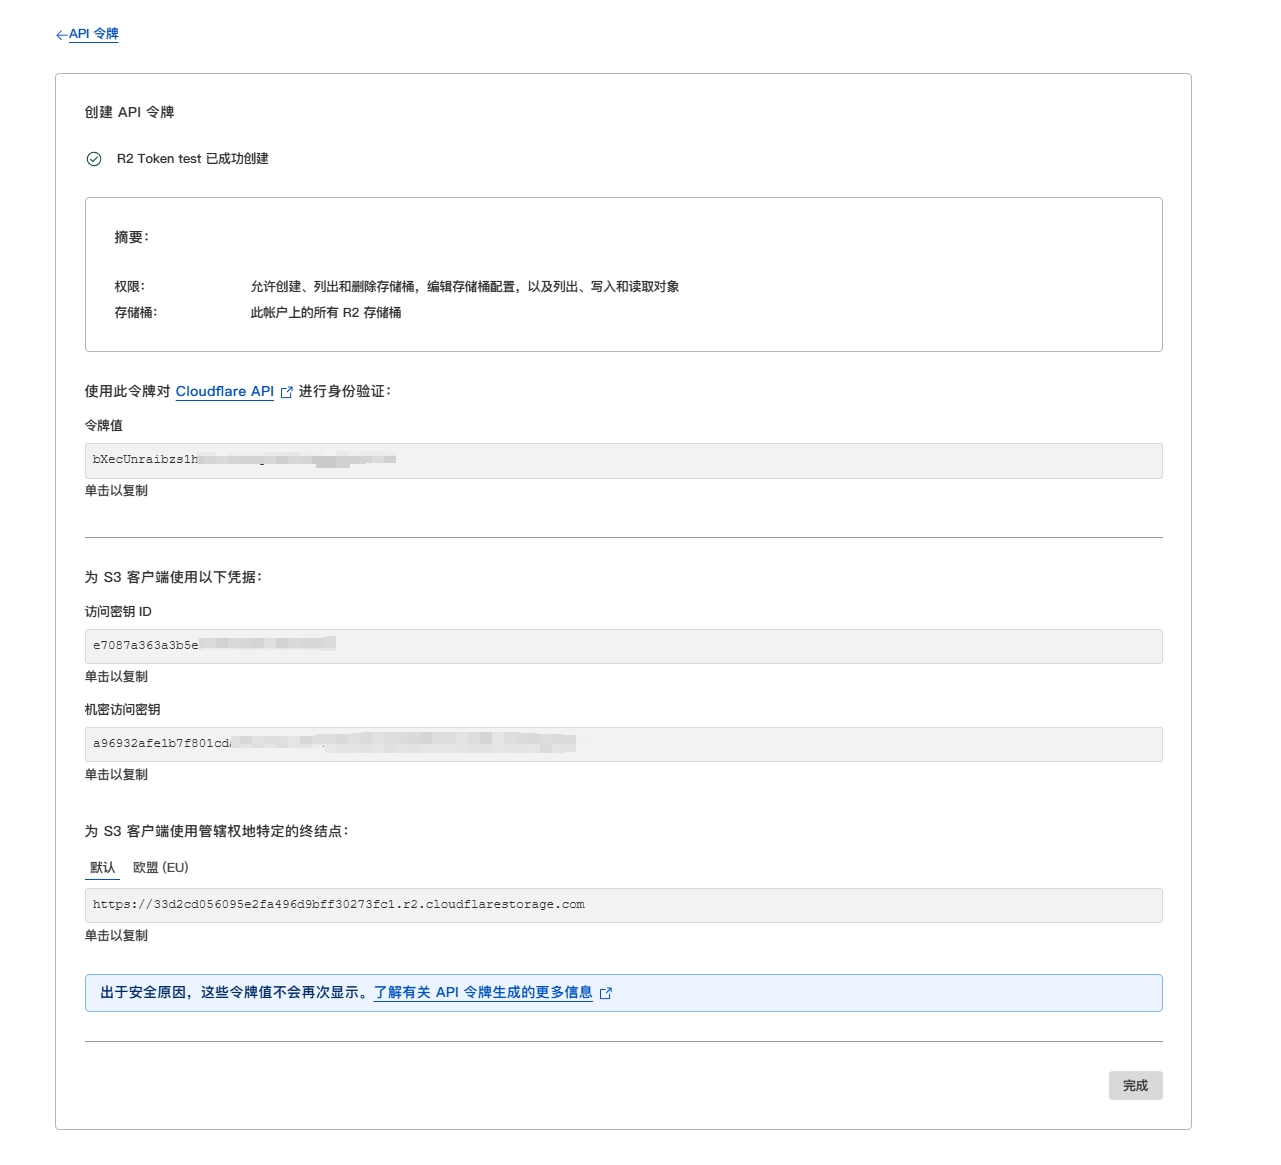 ←API 令牌
创建 API 令牌
R2 Token test 已成功创建
摘要：
权限： 允许创建、列出和删除存储桶，编辑存储桶配置，以及列出、写入和读取对象
存储桶： 此帐户上的所有 R2 存储桶
使用此令牌对 Cloudflare API 进行身份验证：
令牌值
bXecUnraibzs1h
单击以复制
为 S3 客户端使用以下凭据：
访问密钥 ID
e7087a363a3b5e
单击以复制
机密访问密钥
a96932afe1b7f801cd
单击以复制
为 S3 客户端使用管辖权地特定的终结点：
默认 欧盟 (EU)
https://33d2cd056095e2fa496d9bff30273fc1.r2.cloudflarestorage.com
单击以复制
出于安全原因，这些令牌值不会再次显示。了解有关 API 令牌生成的更多信息
完成